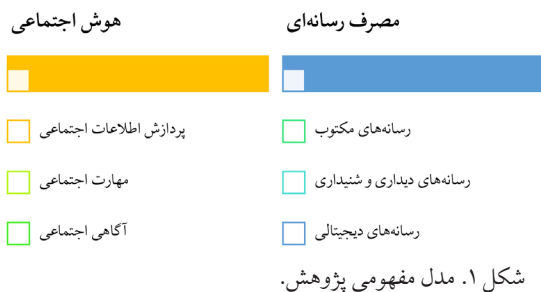 مصرف رسانه‌ای
رسانه‌های مکتوب
رسانه‌های دیداری و شنیداری
رسانه‌های دیجیتالی
هوش اجتماعی
پردازش اطلاعات اجتماعی
مهارت اجتماعی
آگاهی اجتماعی
شکل ۱. مدل مفهومی پژوهش.